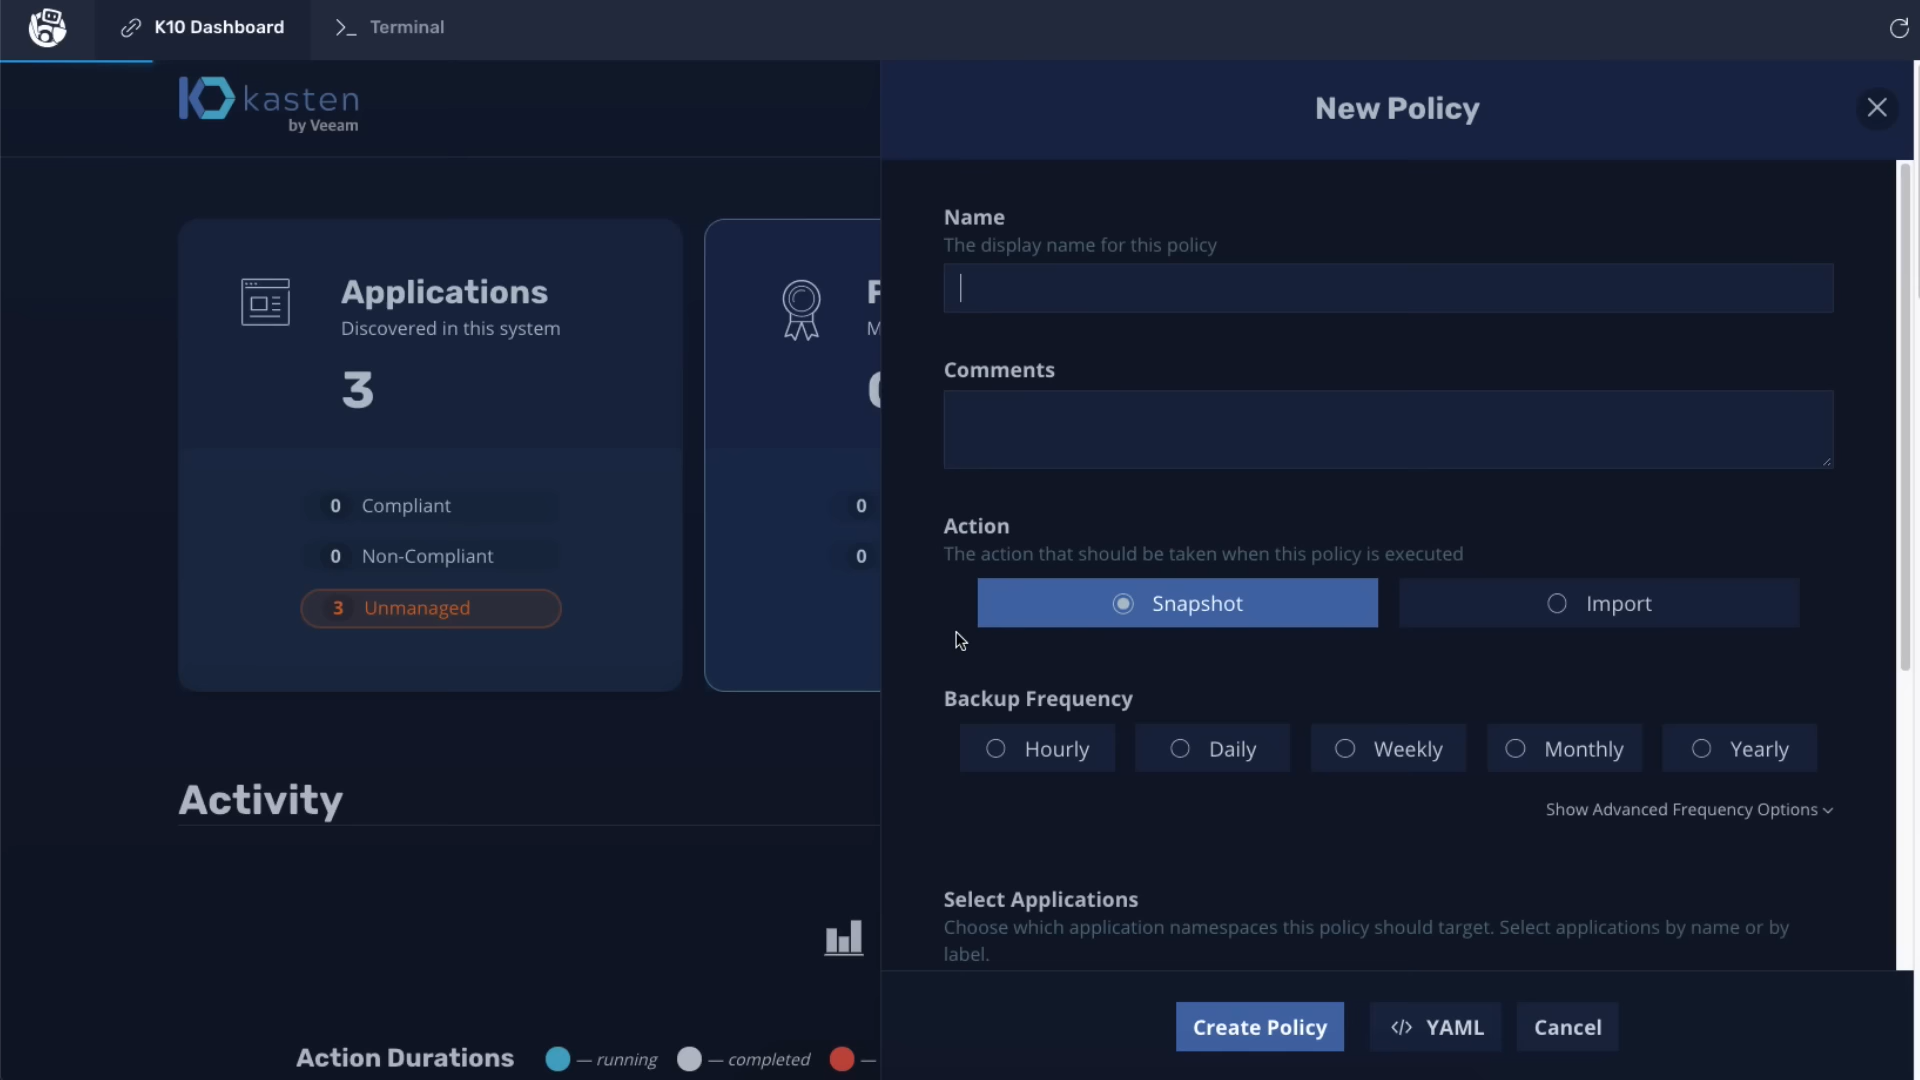 K10 Dashboard
>_ Terminal
kasten
by Veeam
New Policy
Name
The display name for this policy
Applications
Discovered in this system
3
Comments
0 Compliant
0
0 Non-Compliant
0
3 Unmanaged
Action
The action that should be taken when this policy is executed
Snapshot
Import
Backup Frequency
Hourly
Daily
Weekly
Monthly
Yearly
Show Advanced Frequency Options
Activity
Select Applications
Choose which application namespaces this policy should target. Select applications by name or by
label.
Action Durations
— running
— completed
—
Create Policy
</> YAML
Cancel